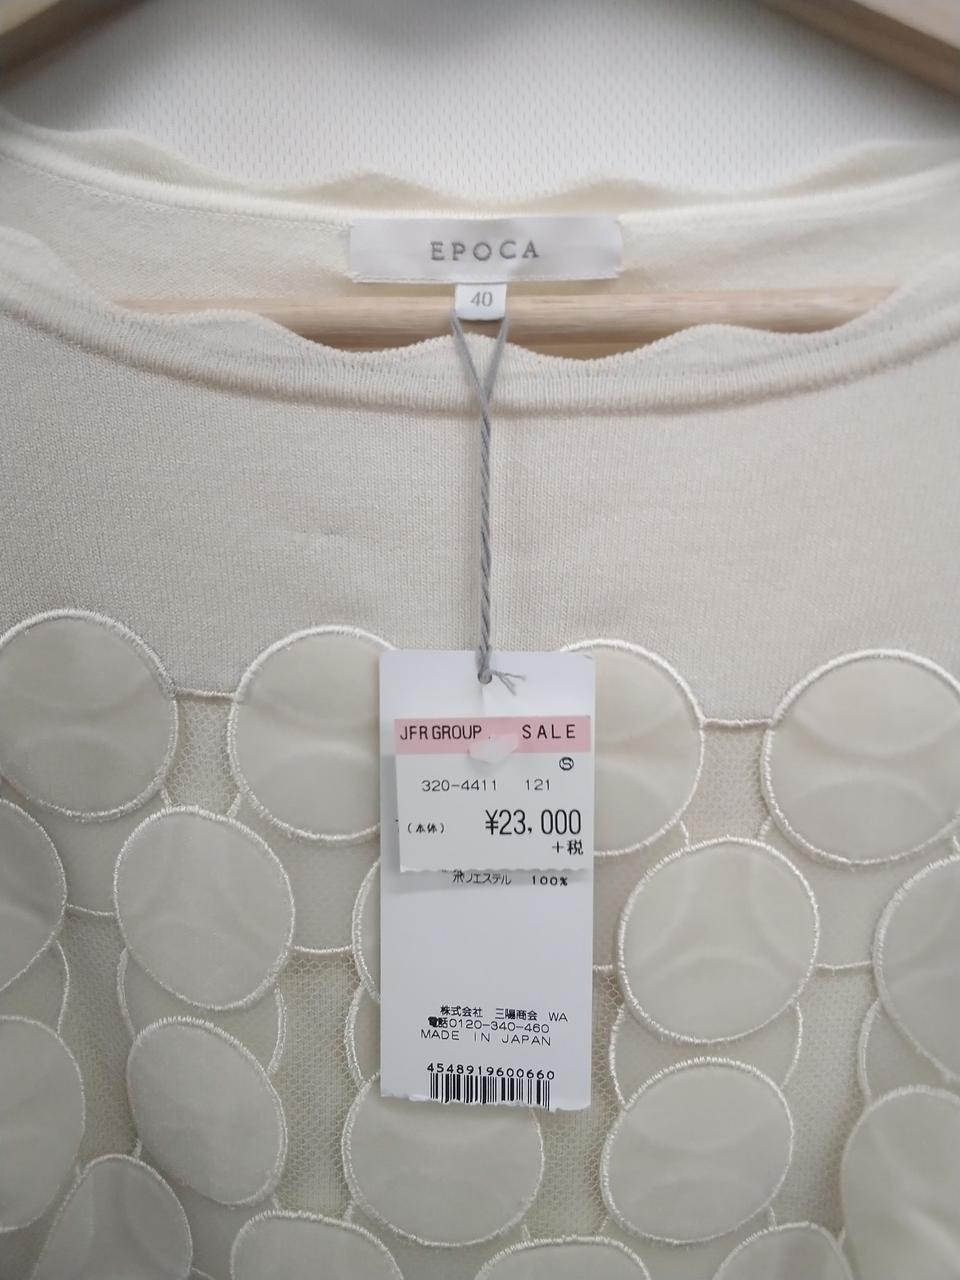 EPOCA
40
JFR GROUP. SALE
Ⓢ
320-4411 121
(本体) ¥23,000
+税
ポリエステル 100%
株式会社 三陽商会 WA
電話0120-340-460
MADE IN JAPAN
4548919600660